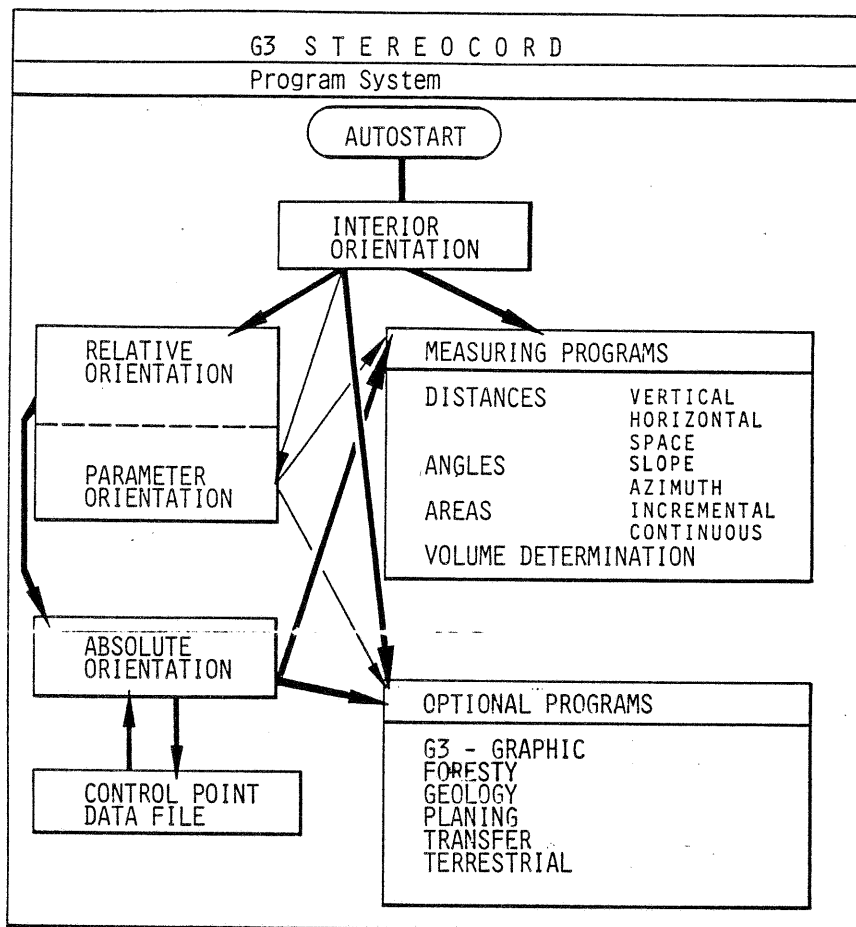 G3 STEREOCORD
Program System
AUTOSTART
INTERIOR
ORIENTATION
RELATIVE
ORIENTATION
PARAMETER
ORIENTATION
MEASURING PROGRAMS
DISTANCES VERTICAL
HORIZONTAL
SPACE
ANGLES SLOPE
AZIMUTH
AREAS INCREMENTAL
CONTINUOUS
VOLUME DETERMINATION
ABSOLUTE
ORIENTATION
CONTROL POINT
DATA FILE
OPTIONAL PROGRAMS
G3 - GRAPHIC
FORESTY
GEOLOGY
PLANING
TRANSFER
TERRESTRIAL